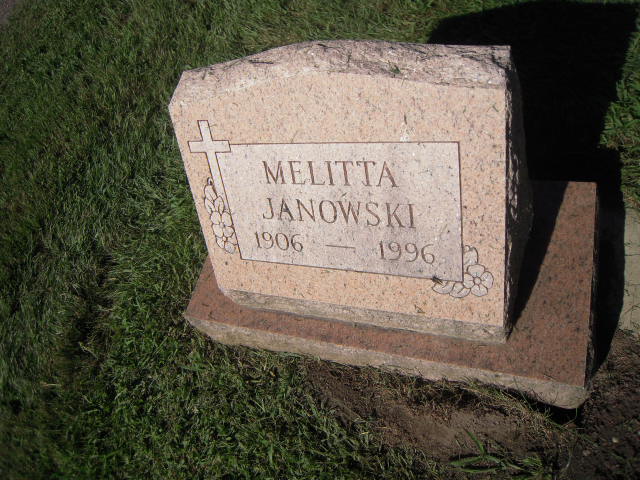 MELITTA
JANOWSKI
1906 — 1996